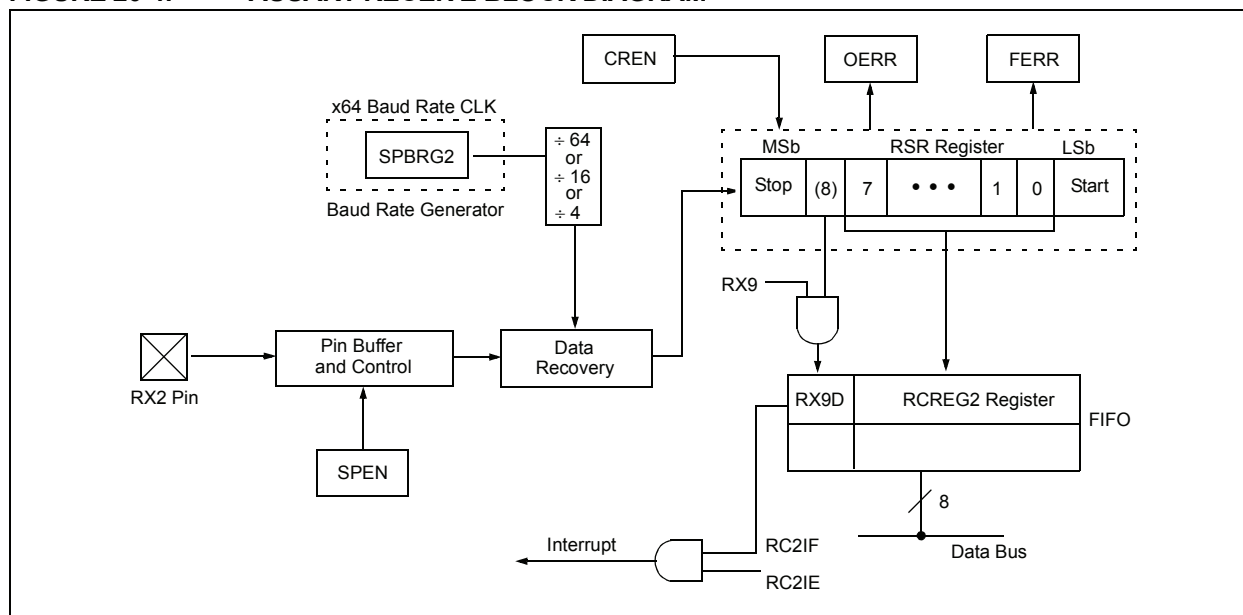 CREN
OERR
FERR
x64 Baud Rate CLK
SPBRG2
Baud Rate Generator
÷ 64
or
÷ 16
or
÷ 4
MSb
RSR Register
LSb
Stop
(8)
7
• • •
1
0
Start
RX9
Pin Buffer
and Control
Data
Recovery
RX2 Pin
SPEN
RX9D
RCREG2 Register
FIFO
8
Data Bus
Interrupt
RC2IF
RC2IE